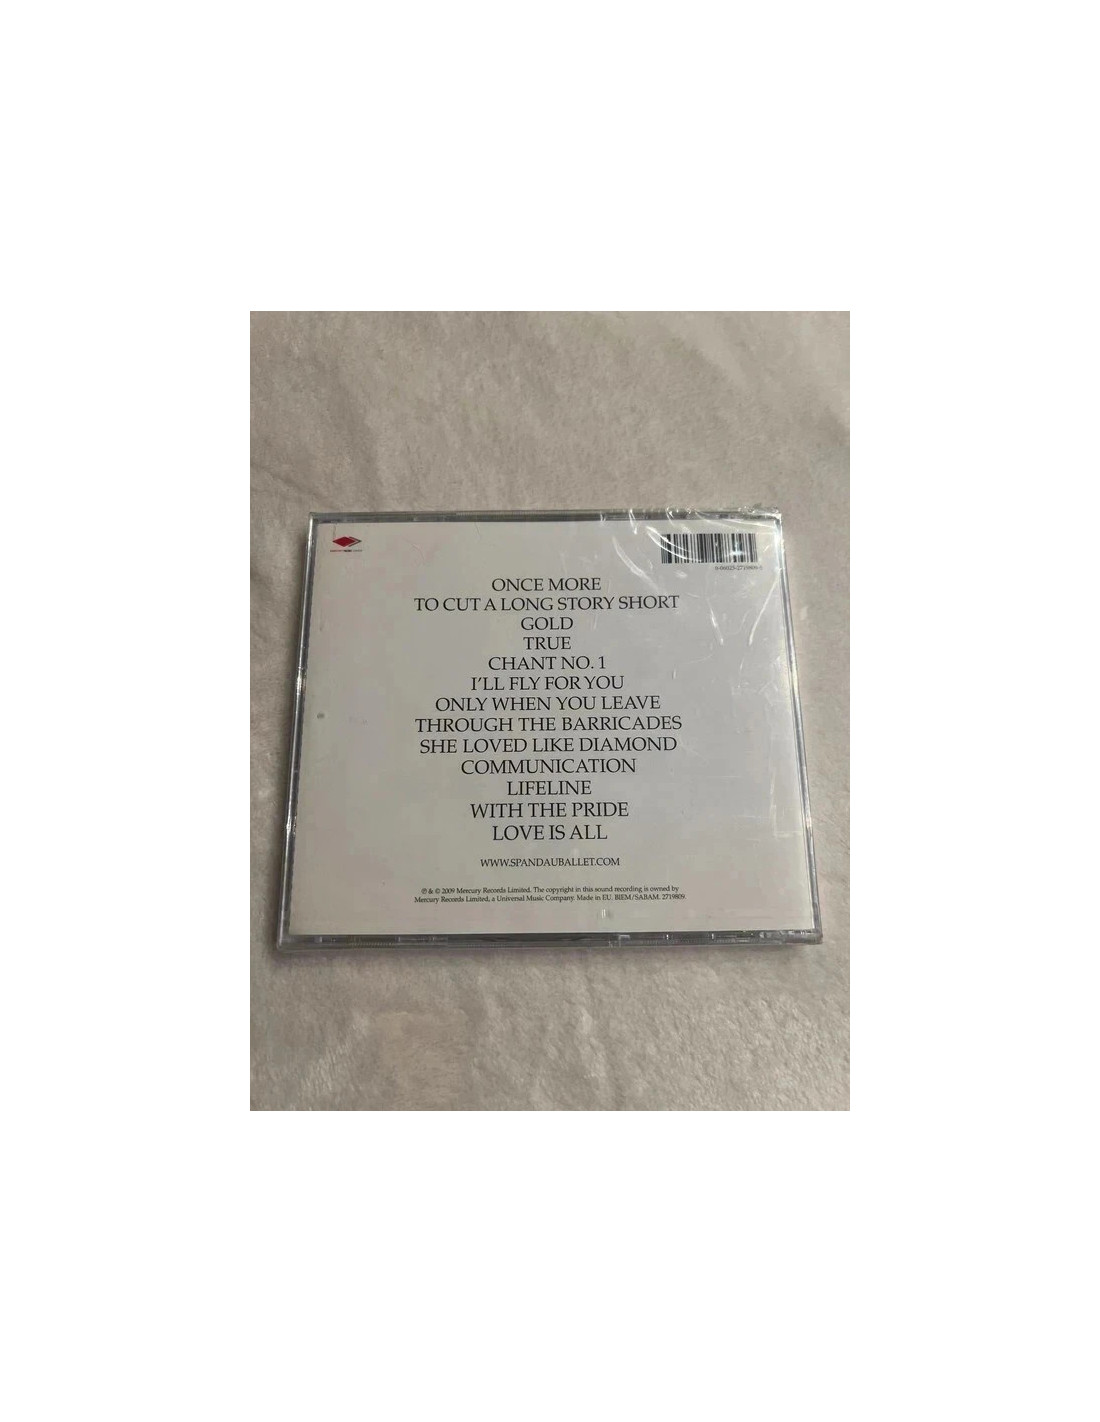 ONCE MORE
TO CUT A LONG STORY SHORT
GOLD
TRUE
CHANT NO. 1
I'LL FLY FOR YOU
ONLY WHEN YOU LEAVE
THROUGH THE BARRICADES
SHE LOVED LIKE DIAMOND
COMMUNICATION
LIFELINE
WITH THE PRIDE
LOVE IS ALL
WWW.SPANDAUBALLET.COM
℗ & © 2009 Mercury Records Limited. The copyright in this sound recording is owned by
Mercury Records Limited, a Universal Music Company. Made in EU. BIEM/SABAM. 2719809.